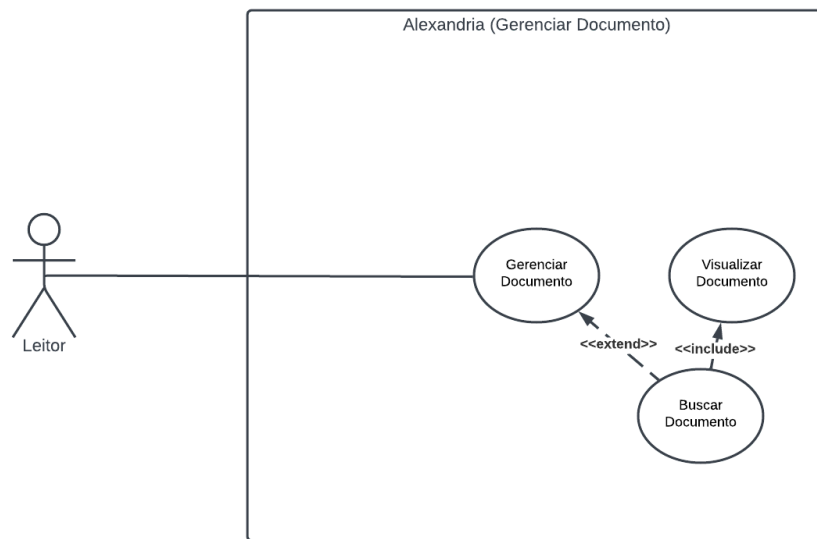 Alexandria (Gerenciar Documento)
Gerenciar
Documento
Visualizar
Documento
<<extend>>
<<include>>
Leitor
Buscar
Documento